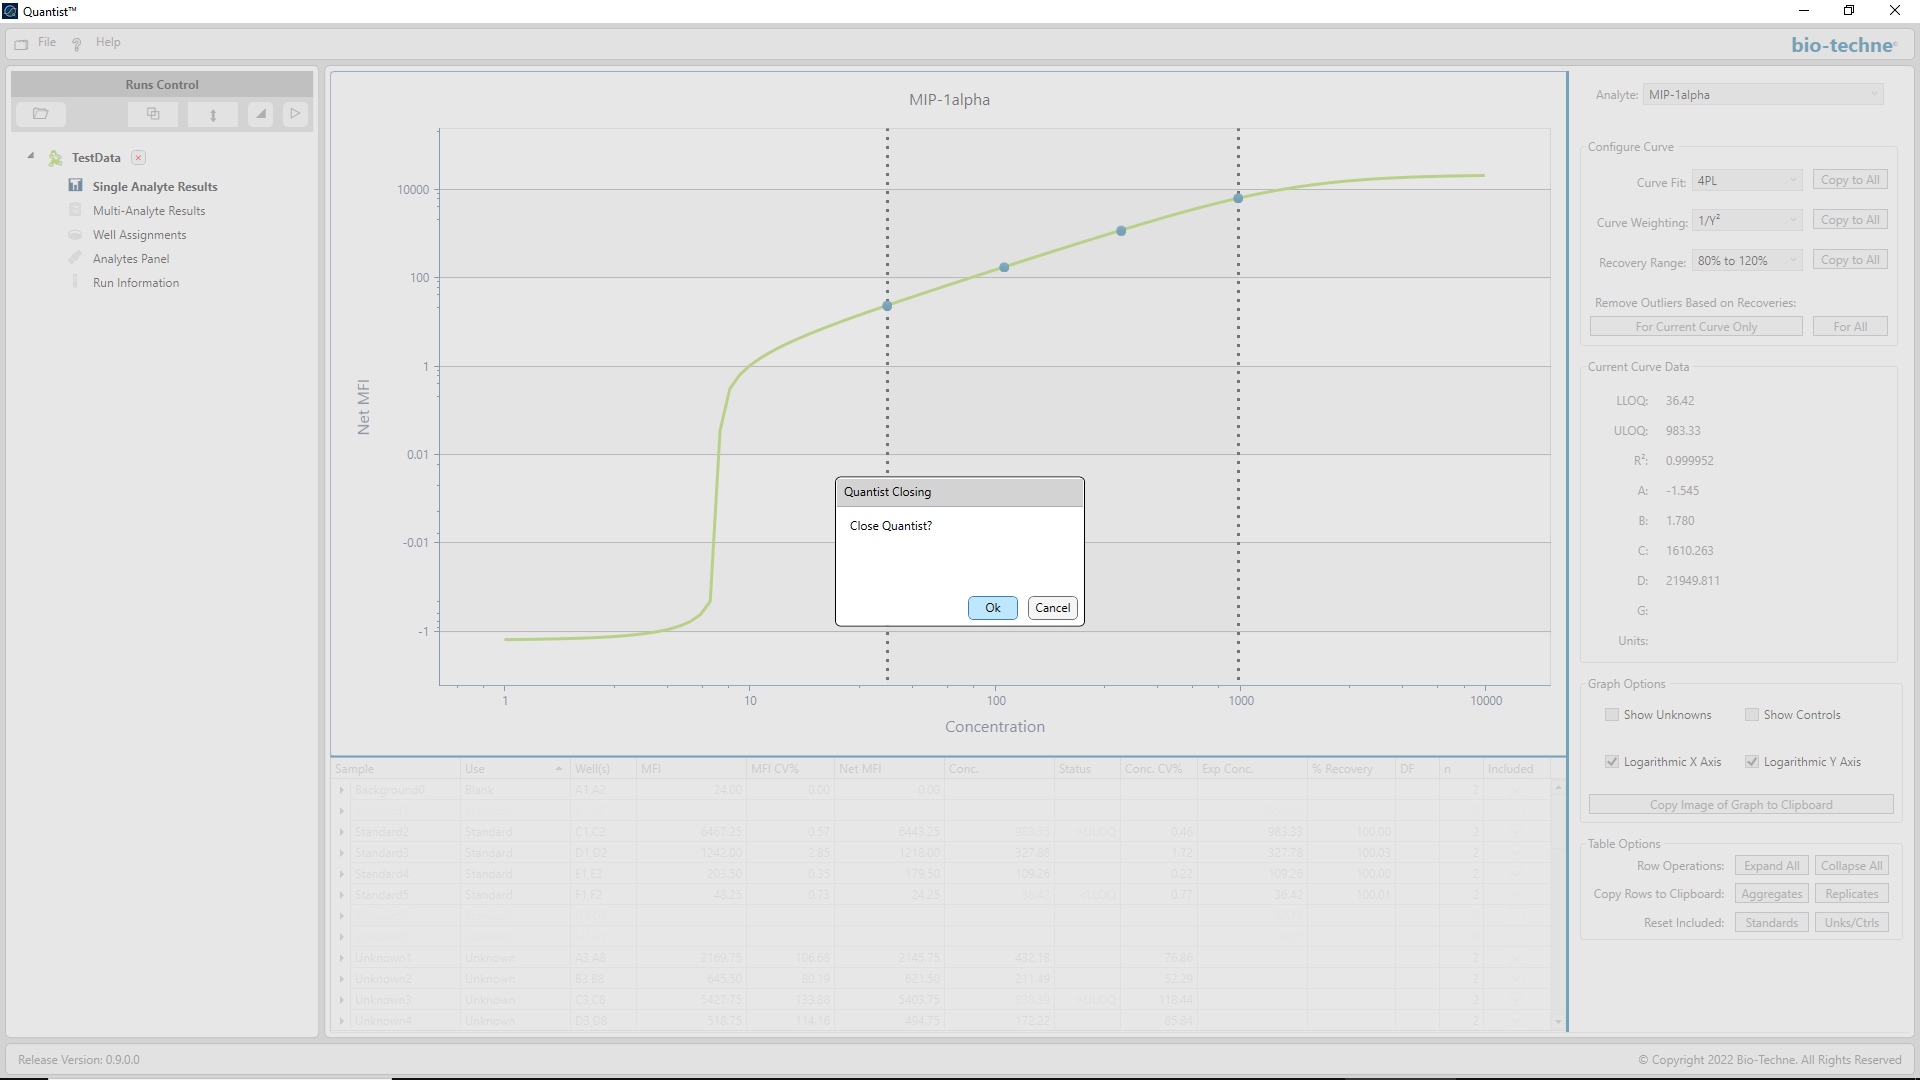 Quantist™
File
Help
bio-techne
Runs Control
TestData
Single Analyte Results
Multi-Analyte Results
Well Assignments
Analytes Panel
Run Information
MIP-1alpha
10000
100
1
0.01
-0.01
-1
Net MFI
1 10 100 1000 10000
Concentration
Quantist Closing
Close Quantist?
Ok Cancel
Analyte: MIP-1alpha
Configure Curve
Curve Fit: 4PL Copy to All
Curve Weighting: 1/Y² Copy to All
Recovery Range: 80% to 120% Copy to All
Remove Outliers Based on Recoveries:
For Current Curve Only For All
Current Curve Data
LLOQ: 36.42
ULOQ: 983.33
R²: 0.999952
A: -1.545
B: 1.780
C: 1610.263
D: 21949.811
G:
Units:
Graph Options
Show Unknowns Show Controls
Logarithmic X Axis Logarithmic Y Axis
Copy Image of Graph to Clipboard
Table Options
Row Operations: Expand All Collapse All
Copy Rows to Clipboard: Aggregates Replicates
Reset Included: Standards Unks/Ctrls
Sample Use Well(s) MFI MFI CV% Net MFI Conc. Status Conc. CV% Exp Conc. % Recovery DF n Included
Background0 Blank A1,A2 24.00 0.00 0.00 2
Standard2 Standard C1,C2 6467.25 0.57 6443.25 >ULOQ 0.46 983.33 100.00 2
Standard3 Standard D1,D2 1242.00 2.85 1218.00 327.88 1.72 327.78 100.03 2
Standard4 Standard E1,E2 203.50 0.35 179.50 109.26 0.22 109.26 100.00 2
Standard5 Standard F1,F2 48.25 0.73 24.25 36.42 <LLOQ 0.77 36.42 100.01 2
Unknown1 Unknown A3,A8 2169.75 106.68 2145.75 432.18 76.86 2
Unknown2 Unknown B3,B8 645.50 80.19 621.50 211.49 52.29 2
Unknown3 Unknown C3,C8 5427.75 133.88 5403.75 >ULOQ 118.44 2
Unknown4 Unknown D3,D8 518.75 114.16 494.75 172.22 85.84 2
Release Version: 0.9.0.0
© Copyright 2022 Bio-Techne. All Rights Reserved